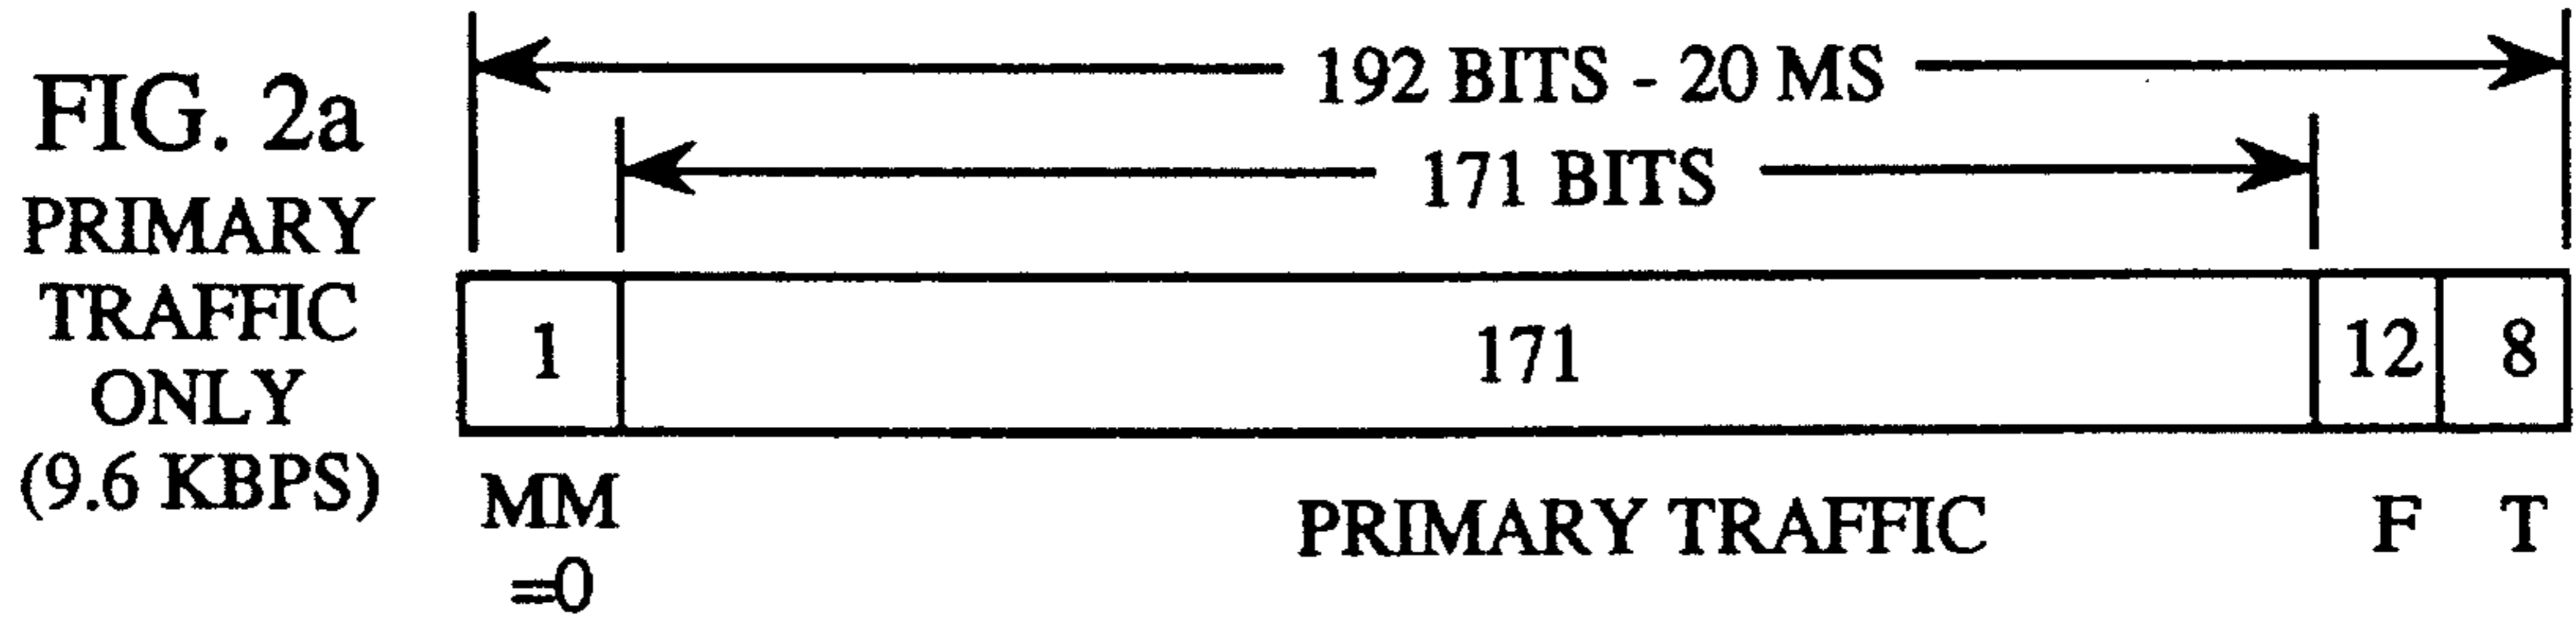 FIG. 2a
PRIMARY
TRAFFIC
ONLY
(9.6 KBPS)
192 BITS - 20 MS
171 BITS
1
171
12
8
MM
=0
PRIMARY TRAFFIC
F
T